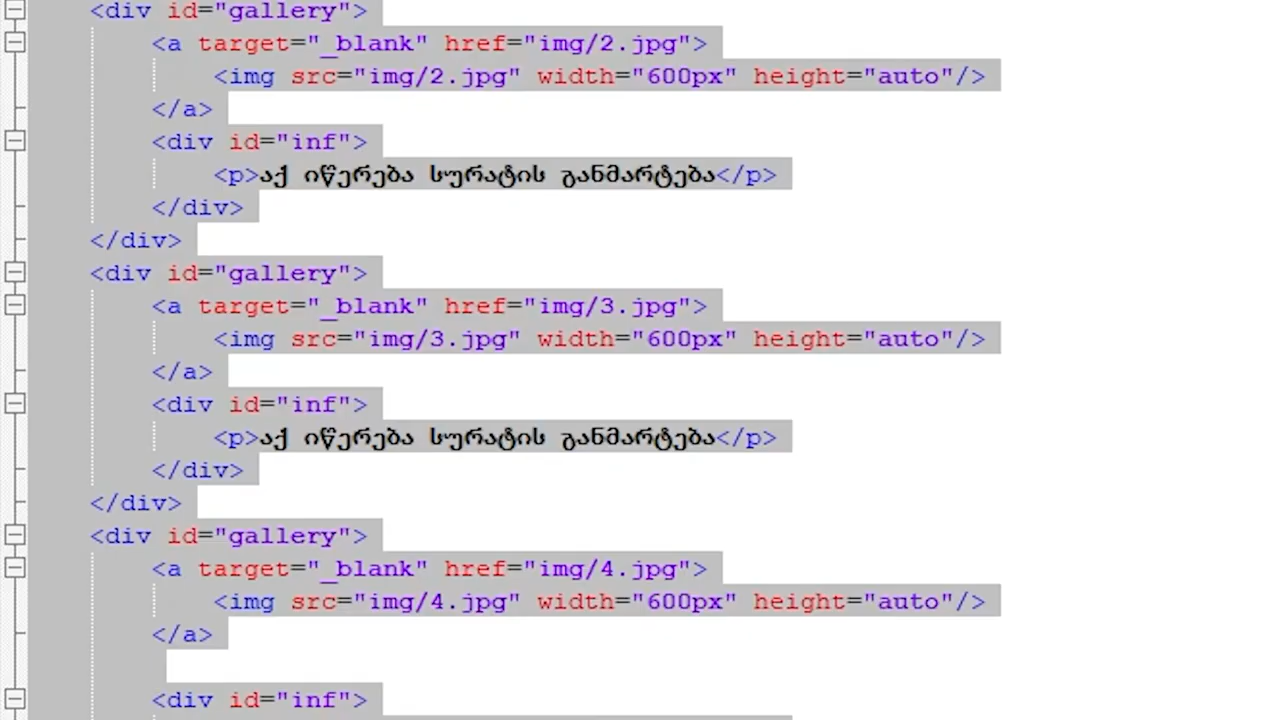 <div id="gallery">
<a target="_blank" href="img/2.jpg">
<img src="img/2.jpg" width="600px" height="auto"/>
</a>
<div id="inf">
<p>აქ იწერება სურატის განმარტება</p>
</div>
</div>
<div id="gallery">
<a target="_blank" href="img/3.jpg">
<img src="img/3.jpg" width="600px" height="auto"/>
</a>
<div id="inf">
<p>აქ იწერება სურატის განმარტება</p>
</div>
</div>
<div id="gallery">
<a target="_blank" href="img/4.jpg">
<img src="img/4.jpg" width="600px" height="auto"/>
</a>
<div id="inf">